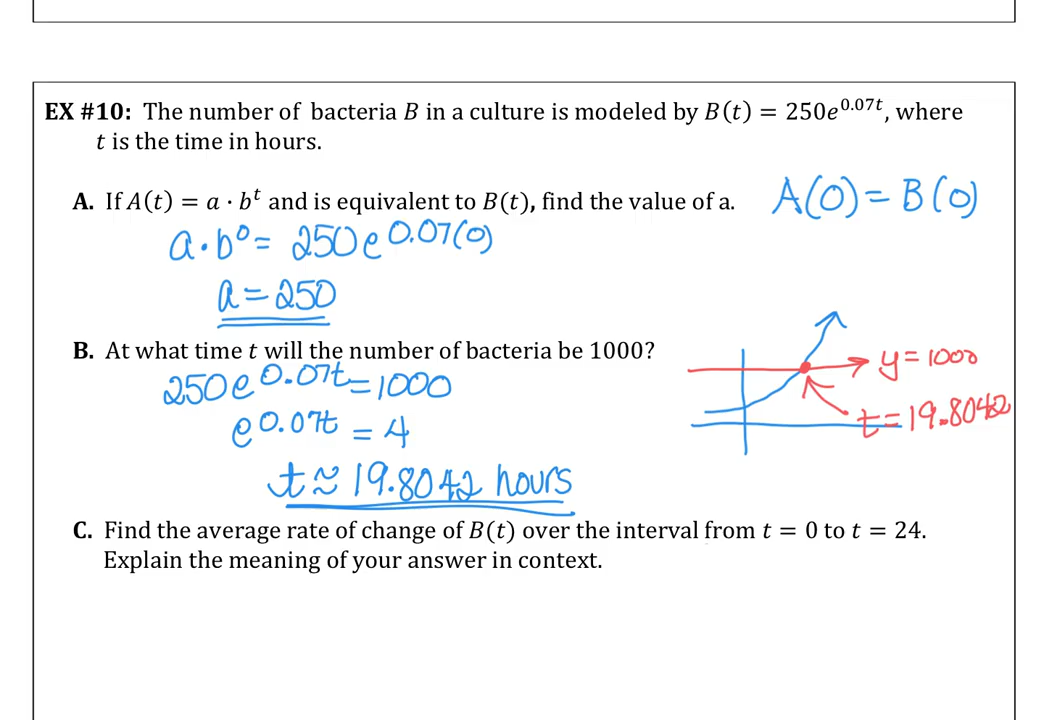 EX #10: The number of bacteria B in a culture is modeled by B(t) = 250e^0.07t, where
t is the time in hours.
A. If A(t) = a · b^t and is equivalent to B(t), find the value of a.
A(0) = B(0)
a · b^0 = 250e^0.07(0)
a = 250
B. At what time t will the number of bacteria be 1000?
250e^0.07t = 1000
y = 1000
e^0.07t = 4
t = 19.8042
t ≈ 19.8042 hours
C. Find the average rate of change of B(t) over the interval from t = 0 to t = 24.
Explain the meaning of your answer in context.